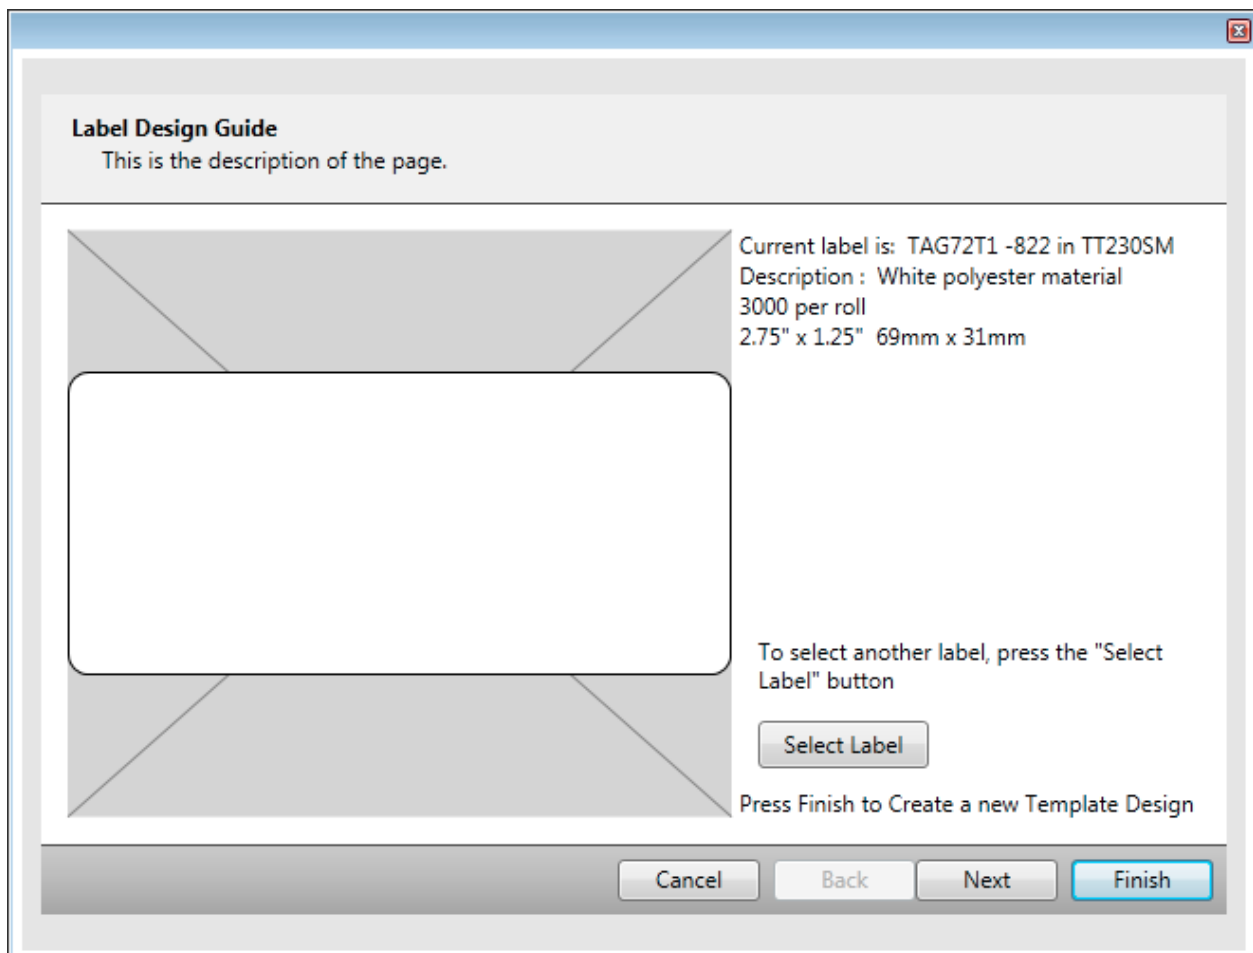 Label Design Guide
This is the description of the page.
Current label is:  TAG72T1 -822 in TT230SM
Description :  White polyester material
3000 per roll
2.75" x 1.25"  69mm x 31mm
To select another label, press the "Select
Label" button
Select Label
Press Finish to Create a new Template Design
Cancel
Back
Next
Finish